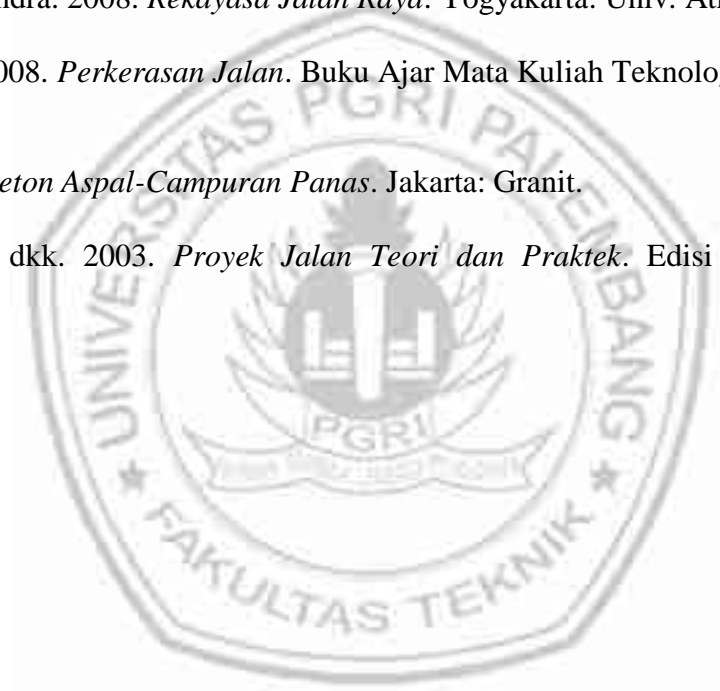 ndra. 2008. Rekayasa Jalan Raya. Yogyakarta: Univ. At
008. Perkerasan Jalan. Buku Ajar Mata Kuliah Teknolog
eton Aspal-Campuran Panas. Jakarta: Granit.
dkk. 2003. Proyek Jalan Teori dan Praktek. Edisi
UNIVERSITAS PGRI PALEMBANG
PGRI
★ FAKULTAS TEKNIK ★